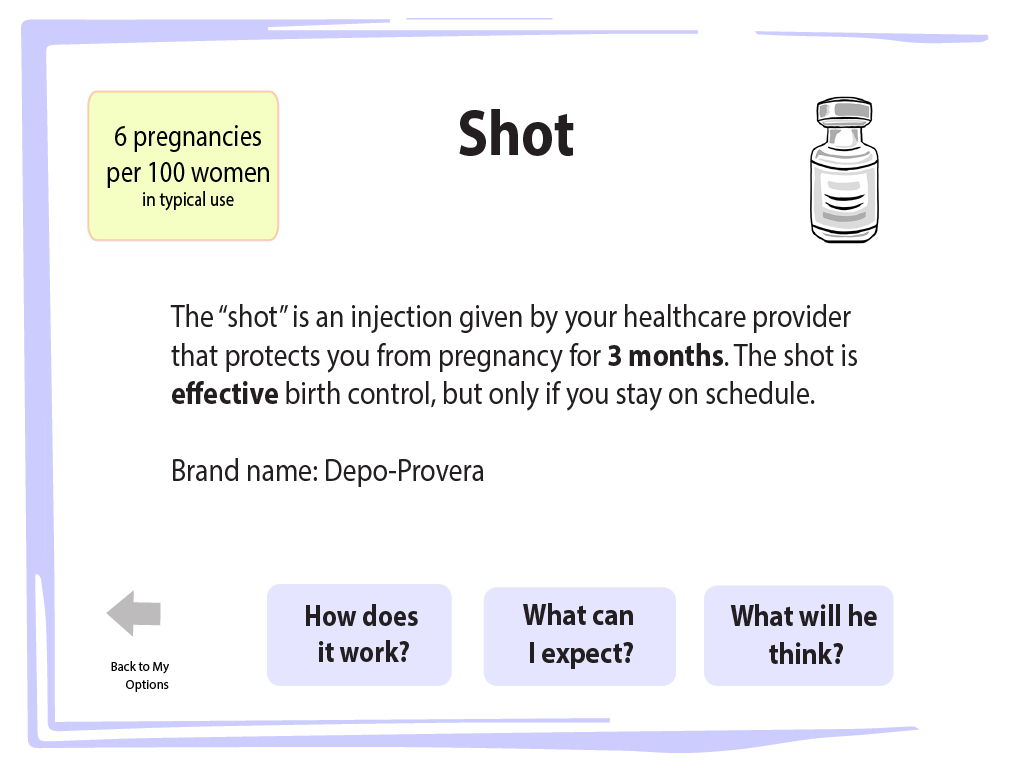 6 pregnancies
per 100 women
in typical use
Shot
The “shot” is an injection given by your healthcare provider
that protects you from pregnancy for 3 months. The shot is
effective birth control, but only if you stay on schedule.
Brand name: Depo-Provera
Back to My
Options
How does
it work?
What can
I expect?
What will he
think?